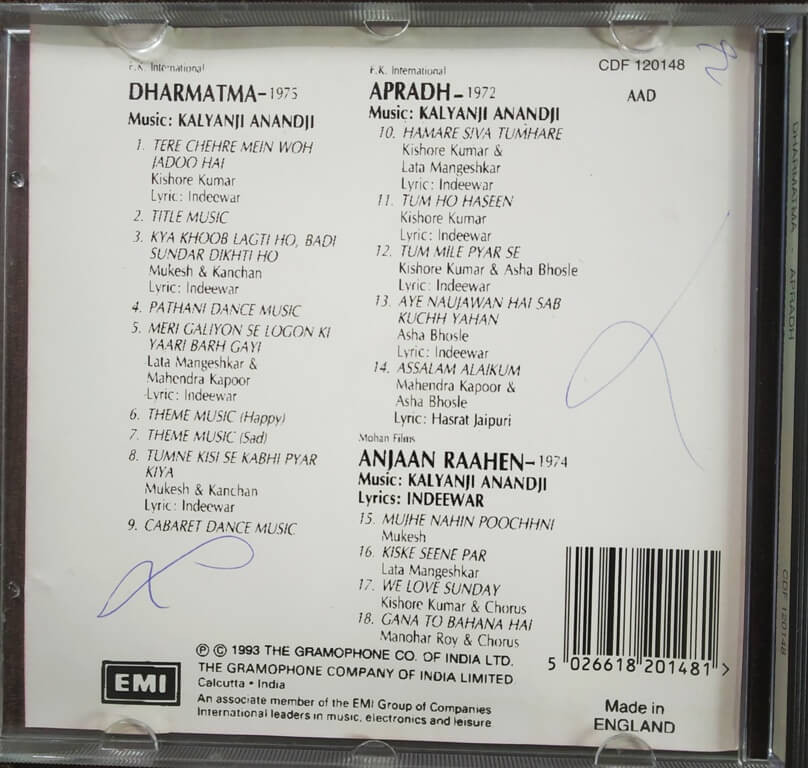 F.K. International
DHARMATMA-1975
Music: KALYANJI ANANDJI
1. TERE CHEHRE MEIN WOH
JADOO HAI
Kishore Kumar
Lyric: Indeewar
2. TITLE MUSIC
3. KYA KHOOB LAGTI HO, BADI
SUNDAR DIKHTI HO
Mukesh & Kanchan
Lyric: Indeewar
4. PATHANI DANCE MUSIC
5. MERI GALIYON SE LOGON KI
YAARI BARH GAYI
Lata Mangeshkar &
Mahendra Kapoor
Lyric: Indeewar
6. THEME MUSIC (Happy)
7. THEME MUSIC (Sad)
8. TUMNE KISI SE KABHI PYAR
KIYA
Mukesh & Kanchan
Lyric: Indeewar
9. CABARET DANCE MUSIC
F.K. International
APRADH-1972
Music: KALYANJI ANANDJI
10. HAMARE SIVA TUMHARE
Kishore Kumar &
Lata Mangeshkar
Lyric: Indeewar
11. TUM HO HASEEN
Kishore Kumar
Lyric: Indeewar
12. TUM MILE PYAR SE
Kishore Kumar & Asha Bhosle
Lyric: Indeewar
13. AYE NAUJAWAN HAI SAB
KUCHH YAHAN
Asha Bhosle
Lyric: Indeewar
14. ASSALAM ALAIKUM
Mahendra Kapoor &
Asha Bhosle
Lyric: Hasrat Jaipuri
Mohan Films
ANJAAN RAAHEN-1974
Music: KALYANJI ANANDJI
Lyrics: INDEEWAR
15. MUJHE NAHIN POOCHHNI
Mukesh
16. KISKE SEENE PAR
Lata Mangeshkar
17. WE LOVE SUNDAY
Kishore Kumar & Chorus
18. GANA TO BAHANA HAI
Manohar Roy & Chorus
CDF 120148
AAD
EMI
℗ © 1993 THE GRAMOPHONE CO. OF INDIA LTD.
THE GRAMOPHONE COMPANY OF INDIA LIMITED
Calcutta • India
An associate member of the EMI Group of Companies
International leaders in music, electronics and leisure
5 026618 201481 >
Made in
ENGLAND
DHARMATMA - APRADH
CDF 120148